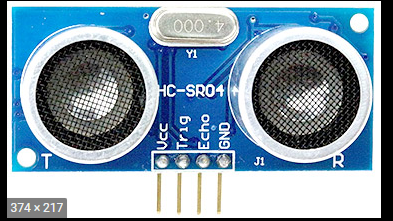 4.000
Y1
HC-SR04
Vcc
Trig
Echo
GND
T
J1
R
374 × 217